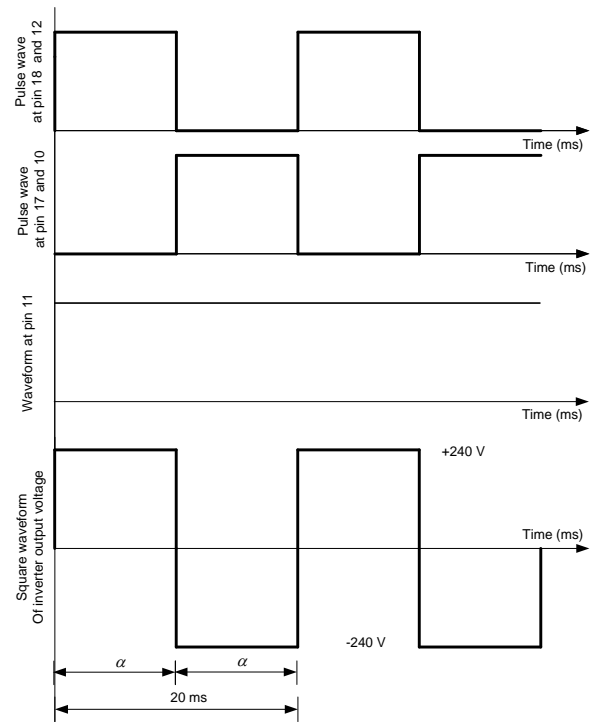 Pulse wave
at pin 18 and 12
Time (ms)
Pulse wave
at pin 17 and 10
Time (ms)
Waveform at pin 11
Time (ms)
Square waveform
Of inverter output voltage
+240 V
Time (ms)
-240 V
α
α
20 ms